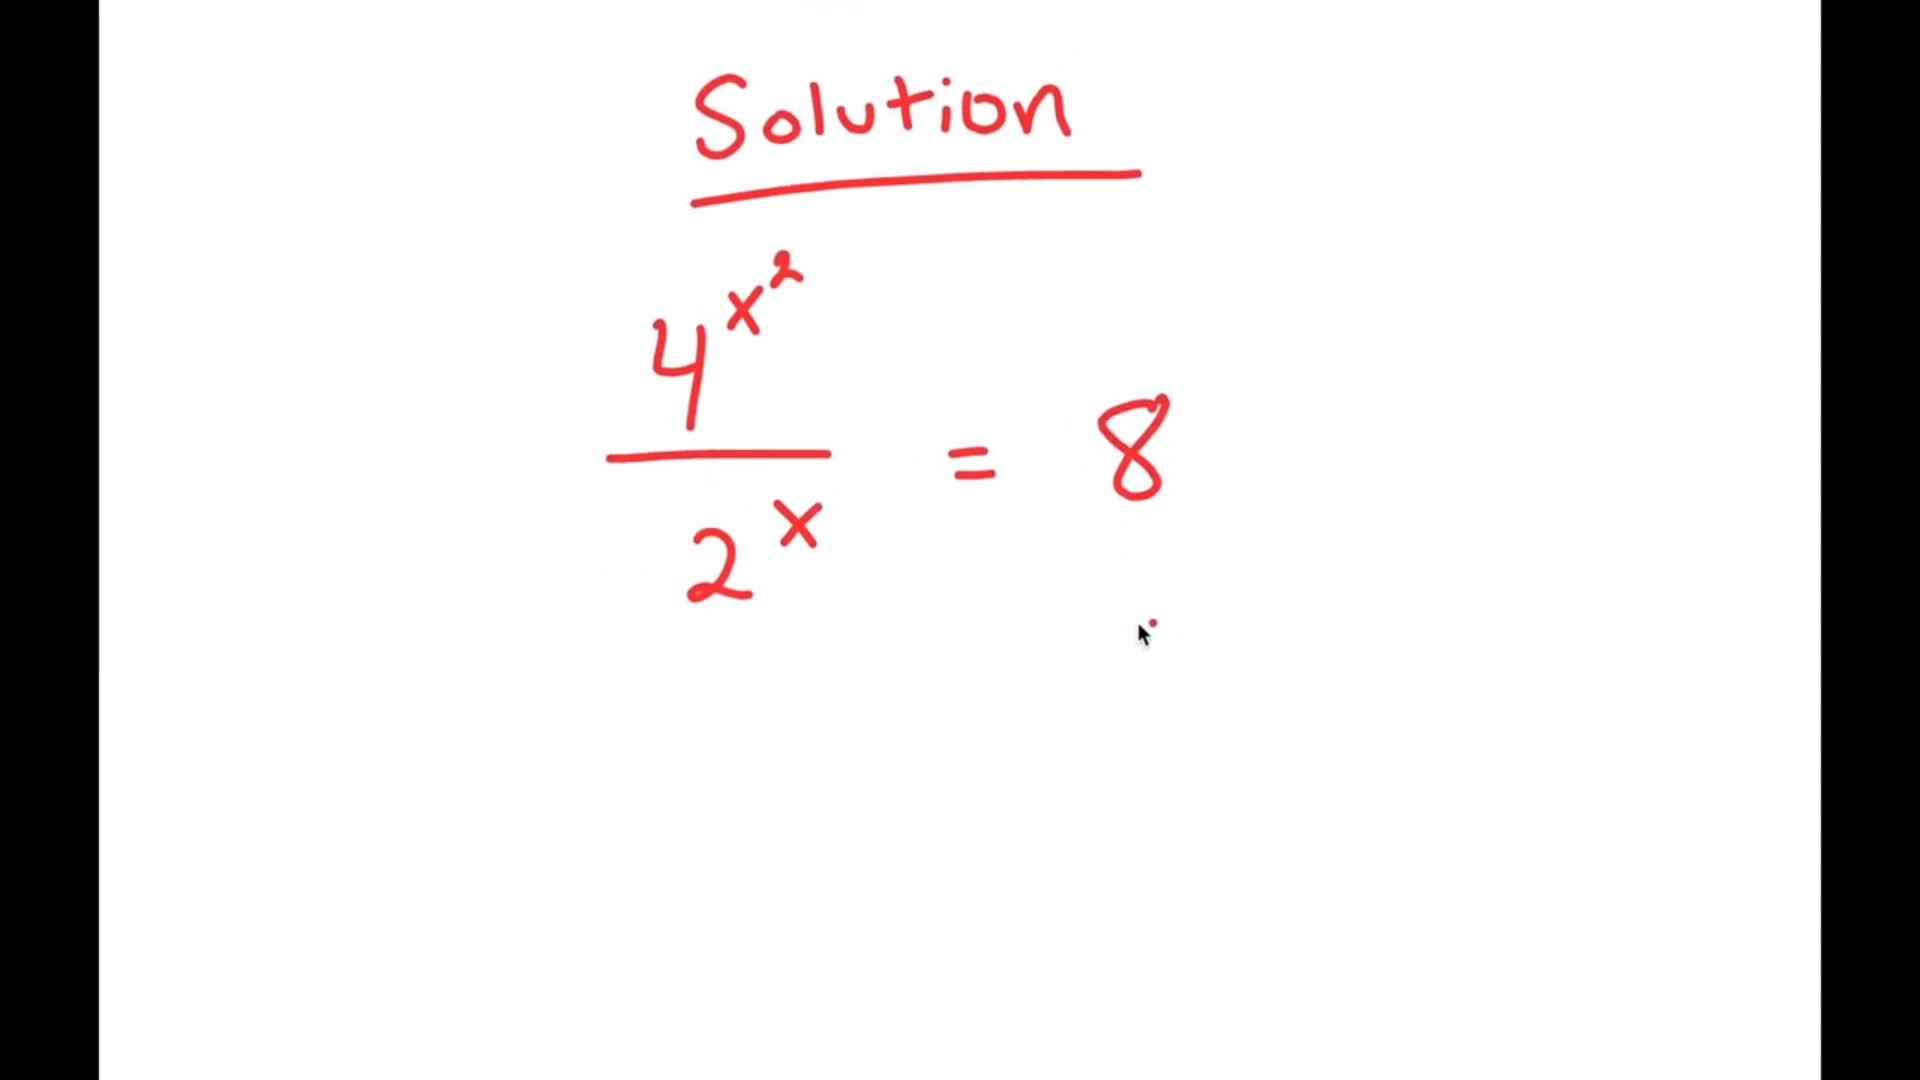 Solution
4^{x^2}
/ 2^x = 8